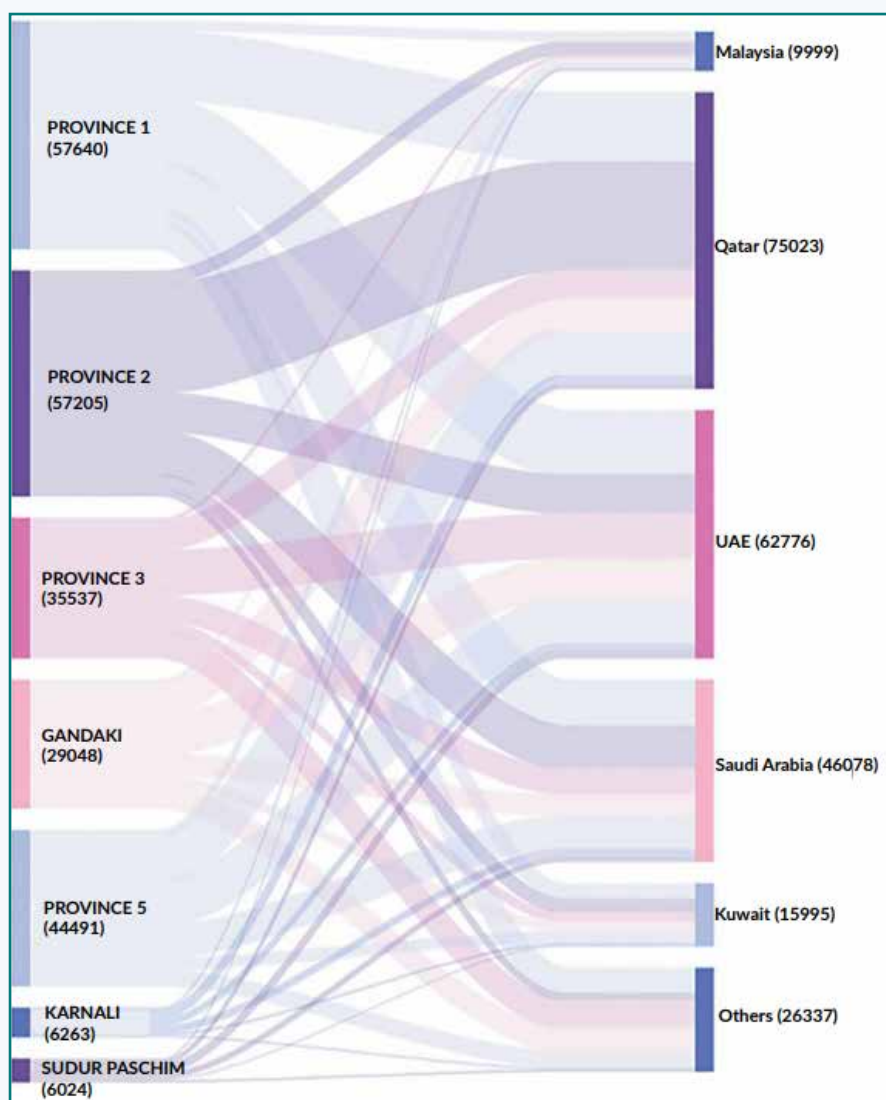 PROVINCE 1
(57640)
PROVINCE 2
(57205)
PROVINCE 3
(35537)
GANDAKI
(29048)
PROVINCE 5
(44491)
KARNALI
(6263)
SUDUR PASCHIM
(6024)
Malaysia (9999)
Qatar (75023)
UAE (62776)
Saudi Arabia (46078)
Kuwait (15995)
Others (26337)